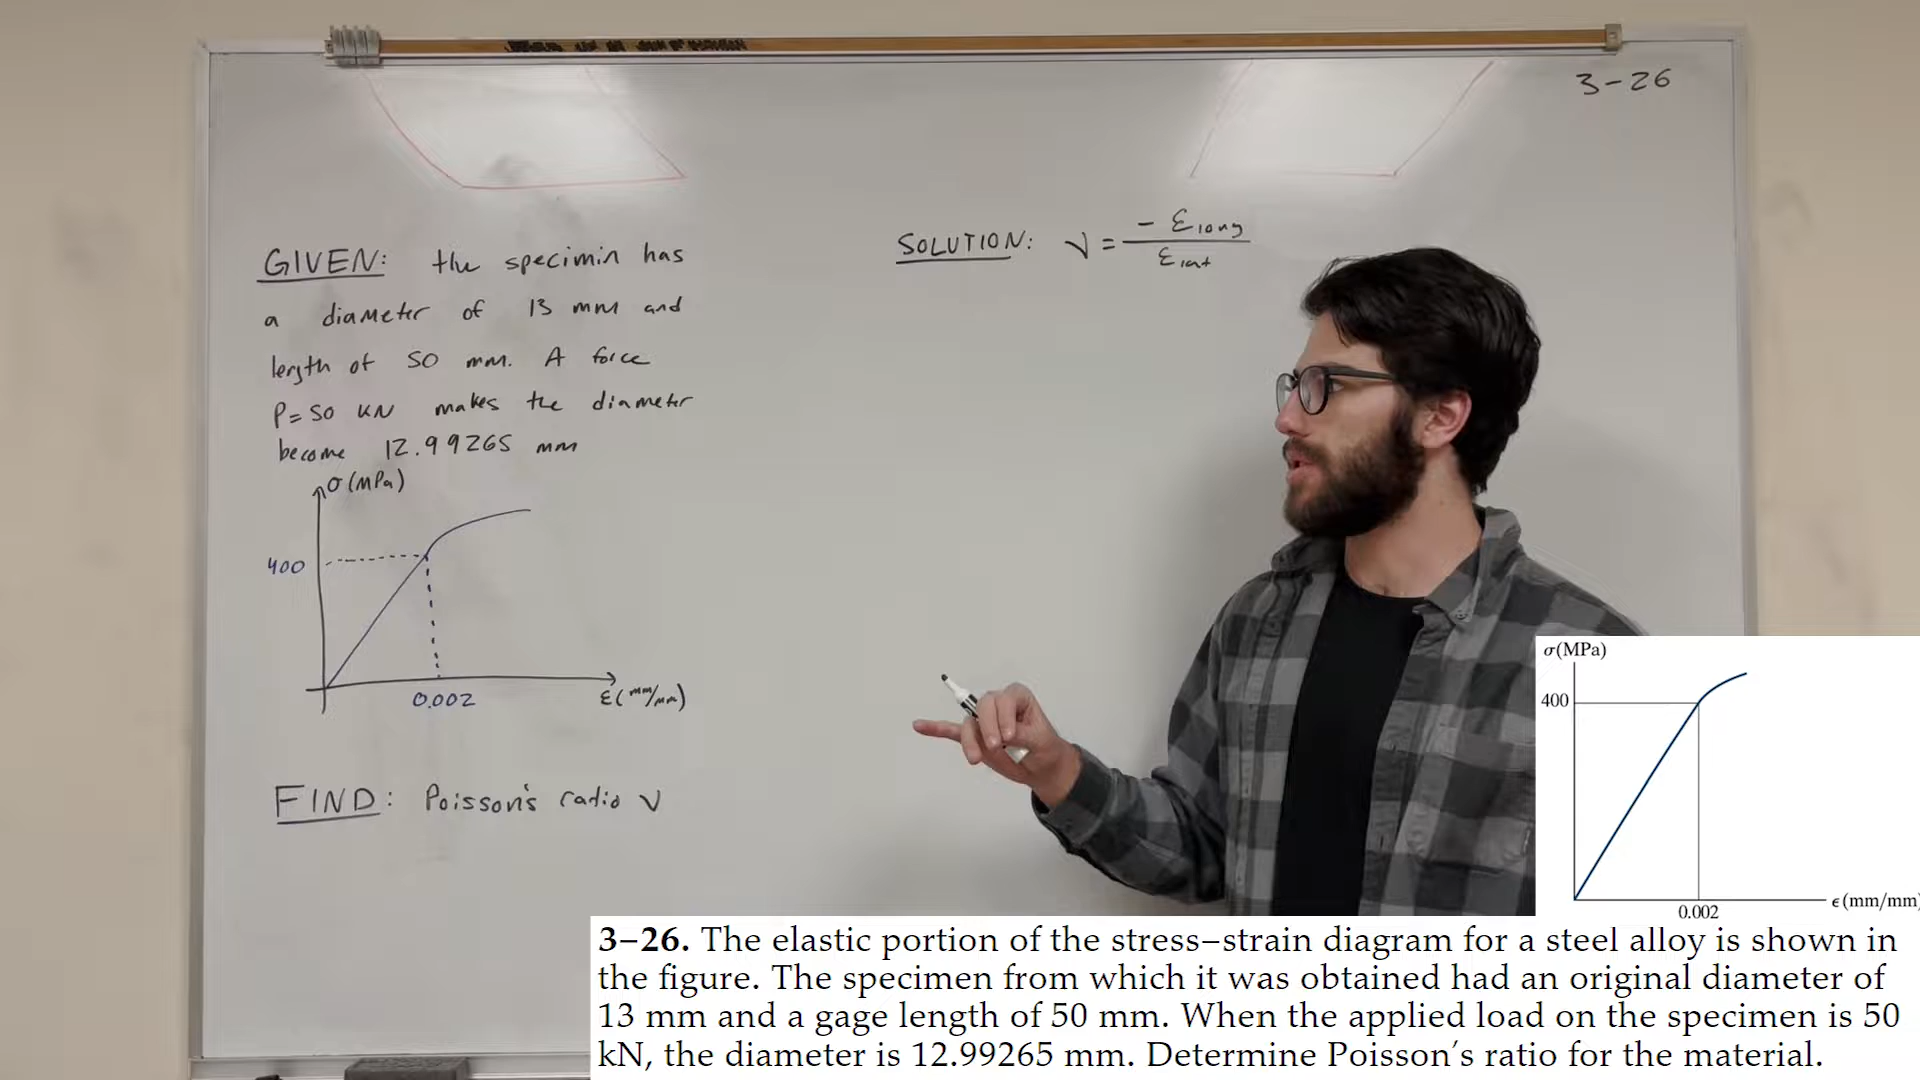 3-26
GIVEN: the specimin has
a diameter of 13 mm and
length of 50 mm. A force
P=50 kN makes the diameter
become 12.99265 mm
σ(MPa)
400
0.002
ε(mm/mm)
FIND: Poisson's ratio ν
SOLUTION: ν = -εlong
εlat
σ(MPa)
400
0.002
ϵ(mm/mm)
3–26. The elastic portion of the stress–strain diagram for a steel alloy is shown in
the figure. The specimen from which it was obtained had an original diameter of
13 mm and a gage length of 50 mm. When the applied load on the specimen is 50
kN, the diameter is 12.99265 mm. Determine Poisson's ratio for the material.